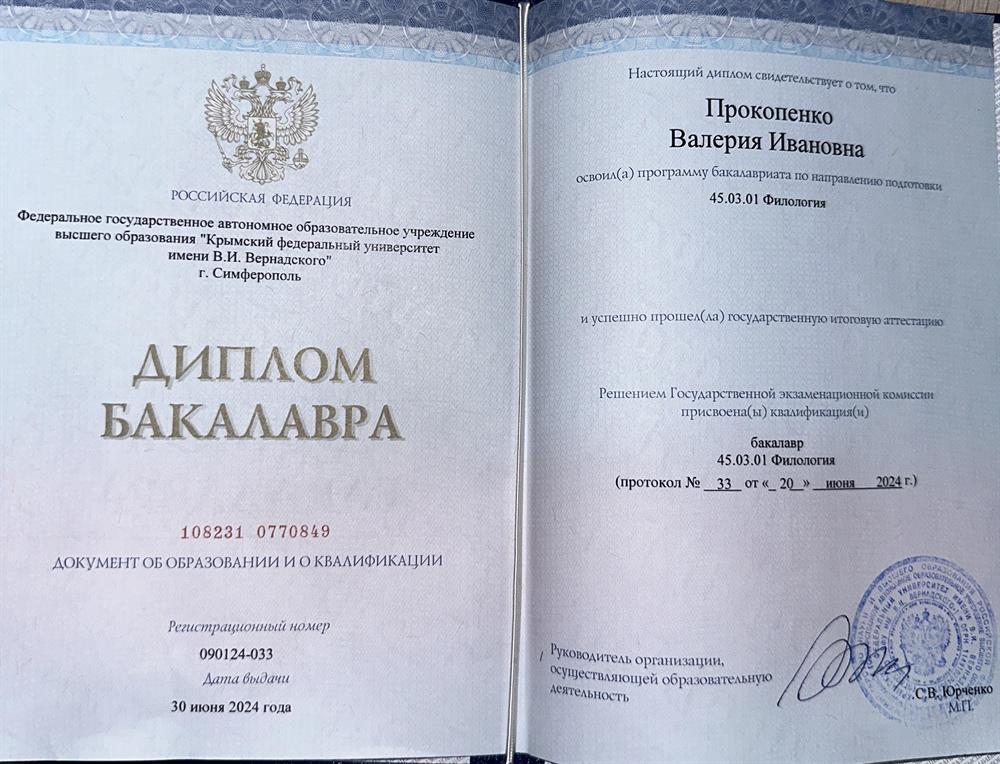 РОССИЙСКАЯ ФЕДЕРАЦИЯ
Федеральное государственное автономное образовательное учреждение
высшего образования "Крымский федеральный университет
имени В.И. Вернадского"
г. Симферополь
ДИПЛОМ
БАКАЛАВРА
108231 0770849
ДОКУМЕНТ ОБ ОБРАЗОВАНИИ И О КВАЛИФИКАЦИИ
Регистрационный номер
090124-033
Дата выдачи
30 июня 2024 года
Настоящий диплом свидетельствует о том, что
Прокопенко
Валерия Ивановна
освоил(а) программу бакалавриата по направлению подготовки
45.03.01 Филология
и успешно прошел(ла) государственную итоговую аттестацию
Решением Государственной экзаменационной комиссии
присвоена(ы) квалификация(и)
бакалавр
45.03.01 Филология
(протокол № 33 от « 20 » июня 2024 г.)
Руководитель организации,
осуществляющей образовательную
деятельность
С.В. Юрченко
М.П.